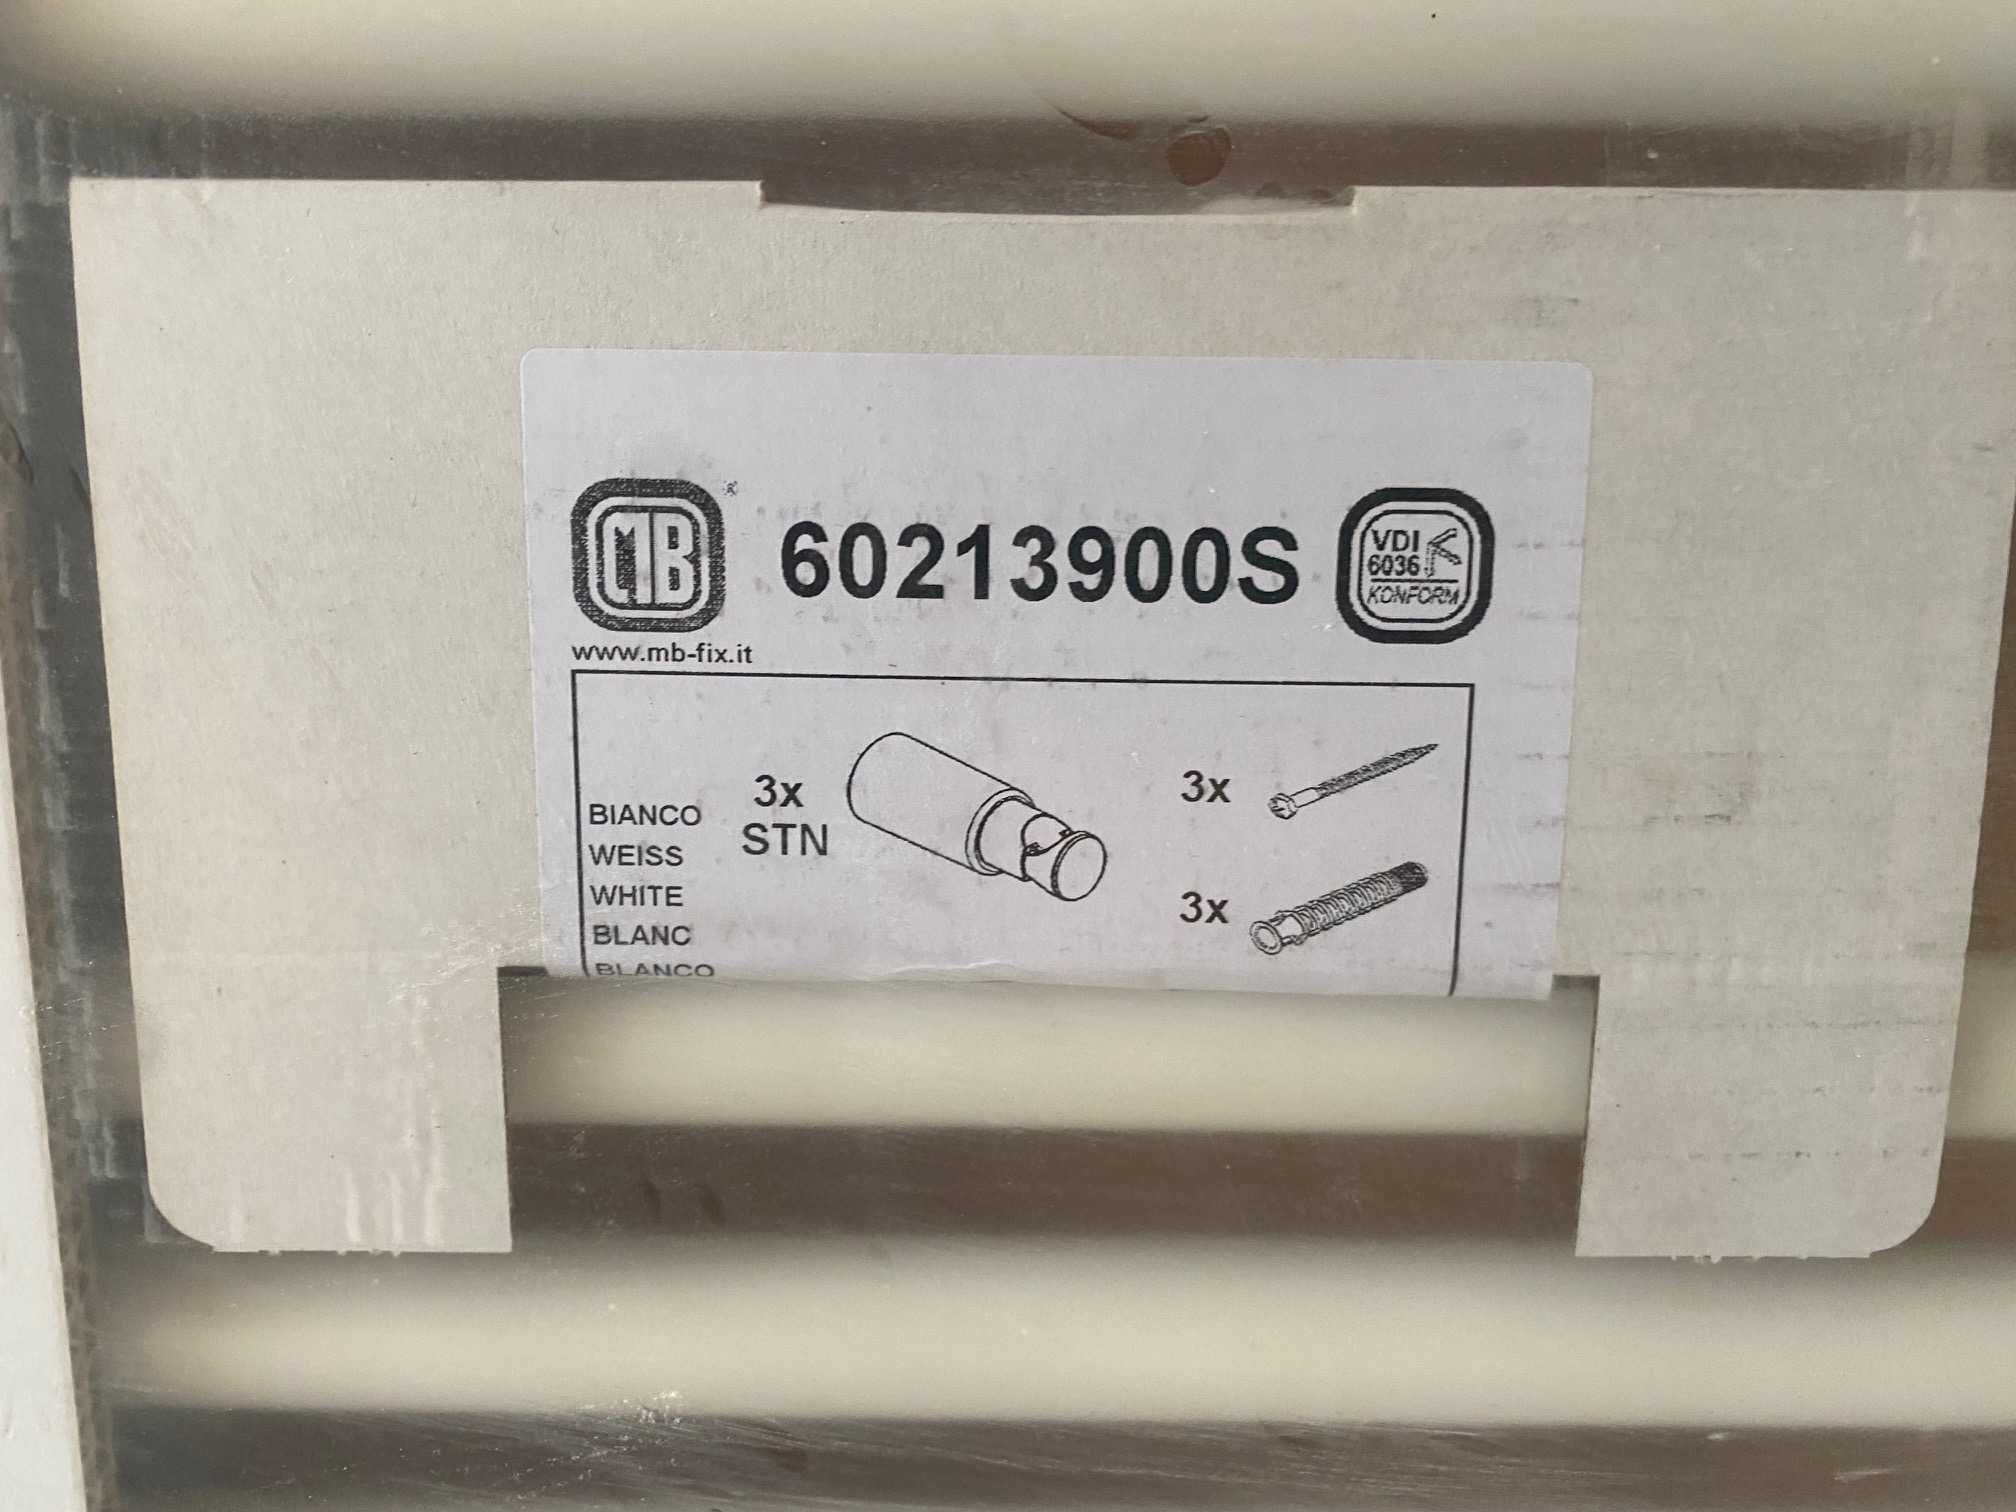 MB ®
60213900S
VDI
6036
KONFORM
www.mb-fix.it
BIANCO
WEISS
WHITE
BLANC
BLANCO
3x
STN
3x
3x